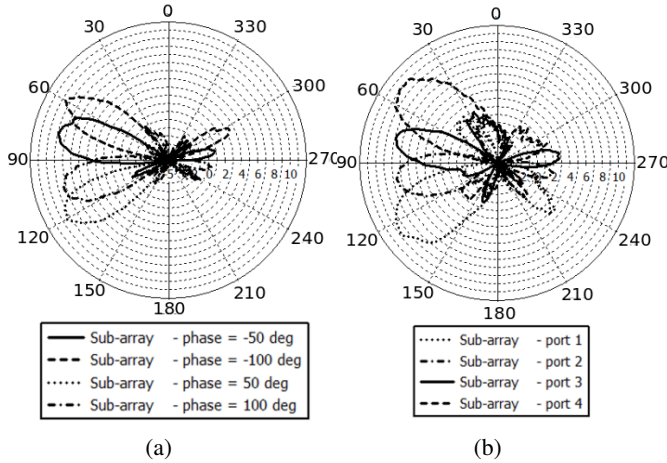 0
30
330
60
300
90
270
0 2 4 6 8 10
120
240
150
210
180
Sub-array - phase = -50 deg
Sub-array - phase = -100 deg
Sub-array - phase = 50 deg
Sub-array - phase = 100 deg
(a)
0
30
330
60
300
90
270
2 4 6 8 10
120
240
150
210
180
Sub-array - port 1
Sub-array - port 2
Sub-array - port 3
Sub-array - port 4
(b)